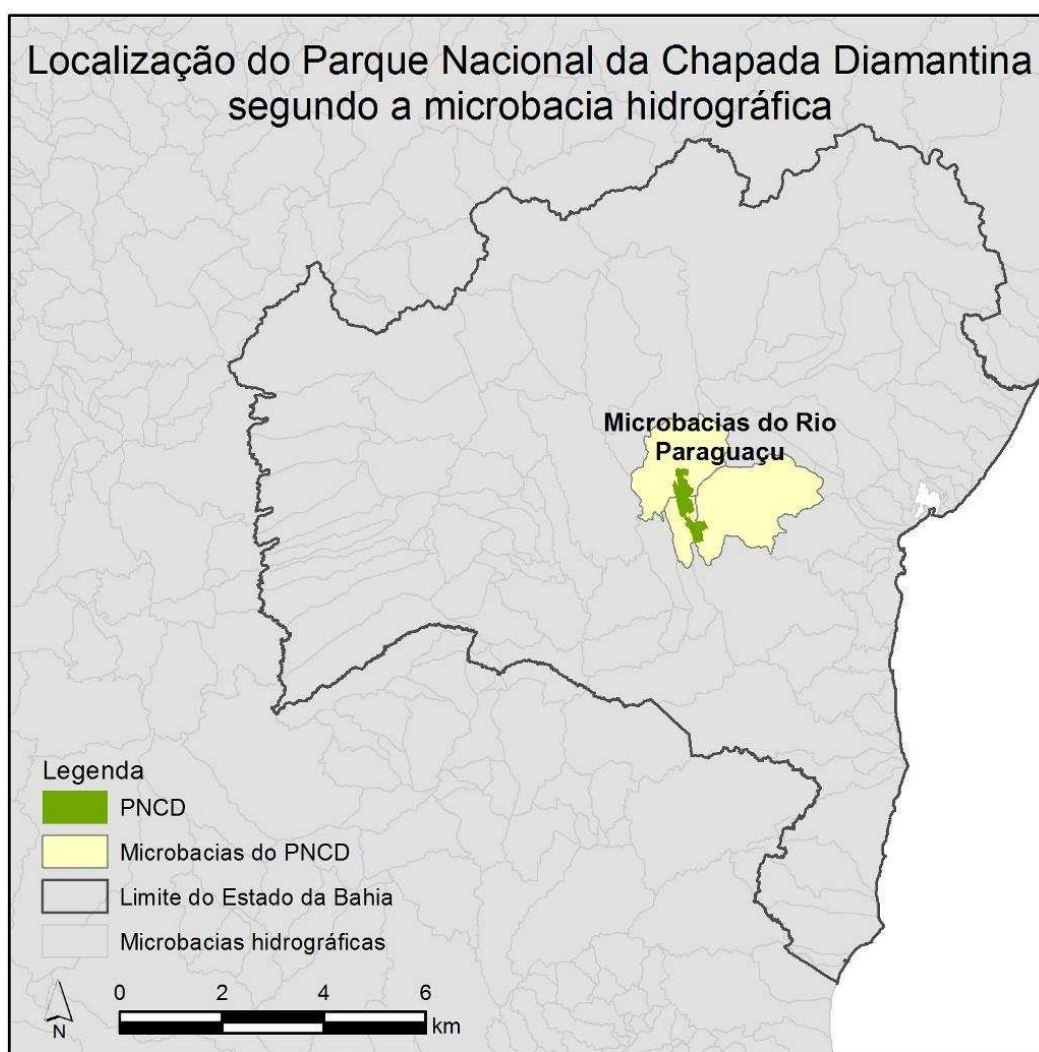 Localização do Parque Nacional da Chapada Diamantina
segundo a microbacia hidrográfica
Microbacias do Rio
Paraguaçu
Legenda
PNCD
Microbacias do PNCD
Limite do Estado da Bahia
Microbacias hidrográficas
N
0 2 4 6
km